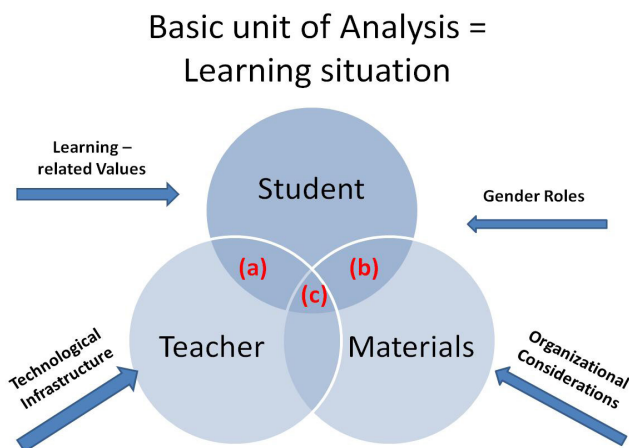 Basic unit of Analysis =
Learning situation
Learning –
related Values
Student
Gender Roles
(a)
(b)
(c)
Teacher
Materials
Technological
Infrastructure
Organizational
Considerations